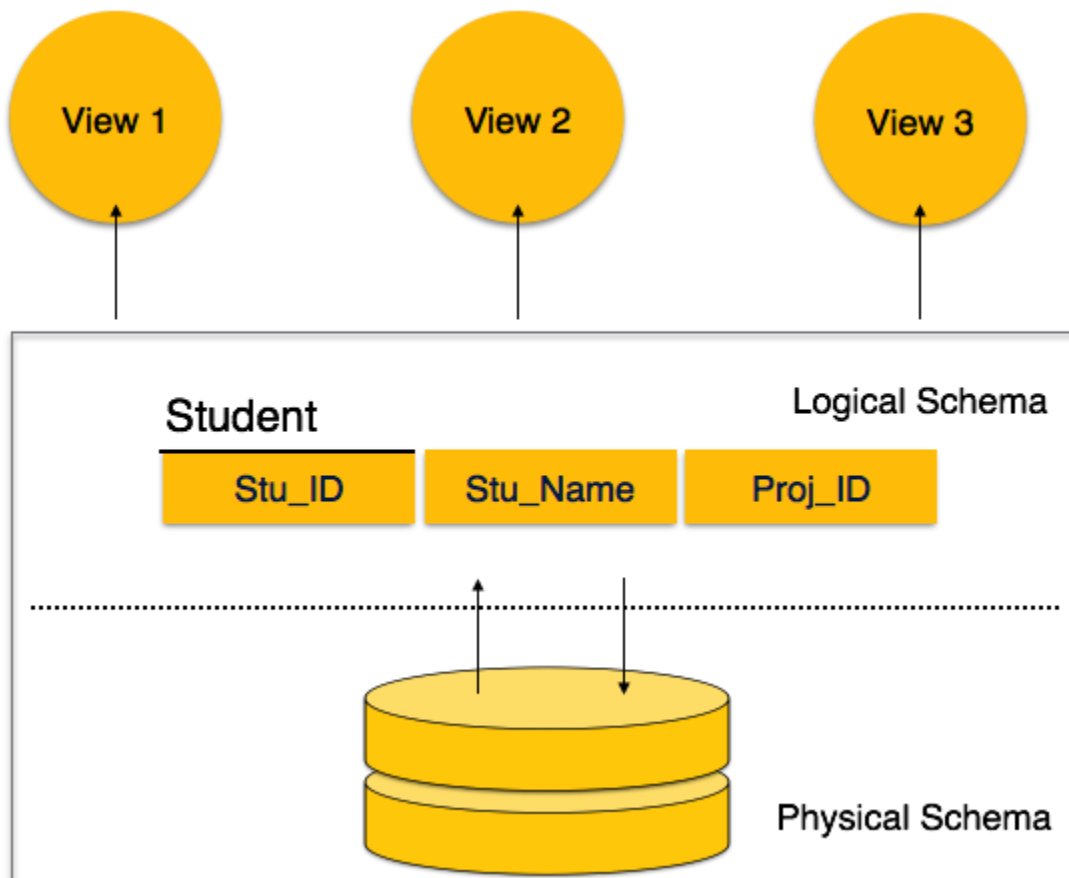 View 1
View 2
View 3
Logical Schema
Student
Stu_ID
Stu_Name
Proj_ID
Physical Schema